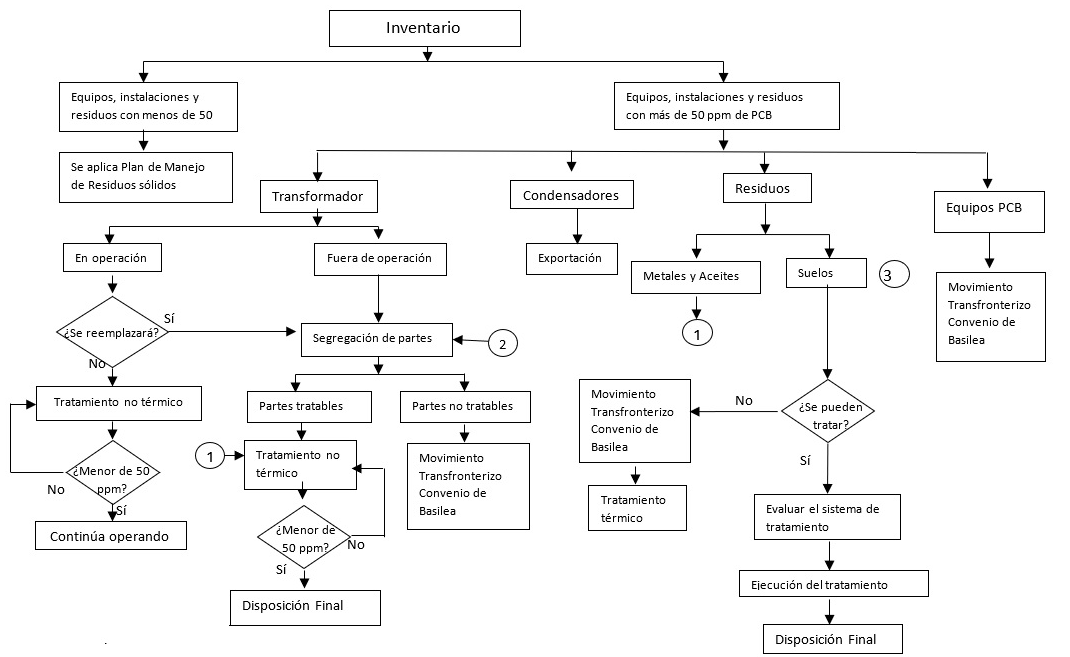 Inventario
Equipos, instalaciones y
residuos con menos de 50
Equipos, instalaciones y residuos
con más de 50 ppm de PCB
Se aplica Plan de Manejo
de Residuos sólidos
Transformador
Condensadores
Residuos
Equipos PCB
En operación
Fuera de operación
Exportación
Metales y Aceites
Suelos
3
Movimiento
Transfronterizo
Convenio de
Basilea
¿Se reemplazará?
Sí
No
Segregación de partes
2
1
Tratamiento no térmico
Partes tratables
Partes no tratables
Movimiento
Transfronterizo
Convenio de
Basilea
No
¿Se pueden
tratar?
Sí
¿Menor de 50
ppm?
No
Sí
1
Tratamiento no
térmico
Movimiento
Transfronterizo
Convenio de
Basilea
Tratamiento
térmico
Evaluar el sistema de
tratamiento
Continúa operando
¿Menor de
50 ppm?
No
Sí
Ejecución del tratamiento
Disposición Final
Disposición Final